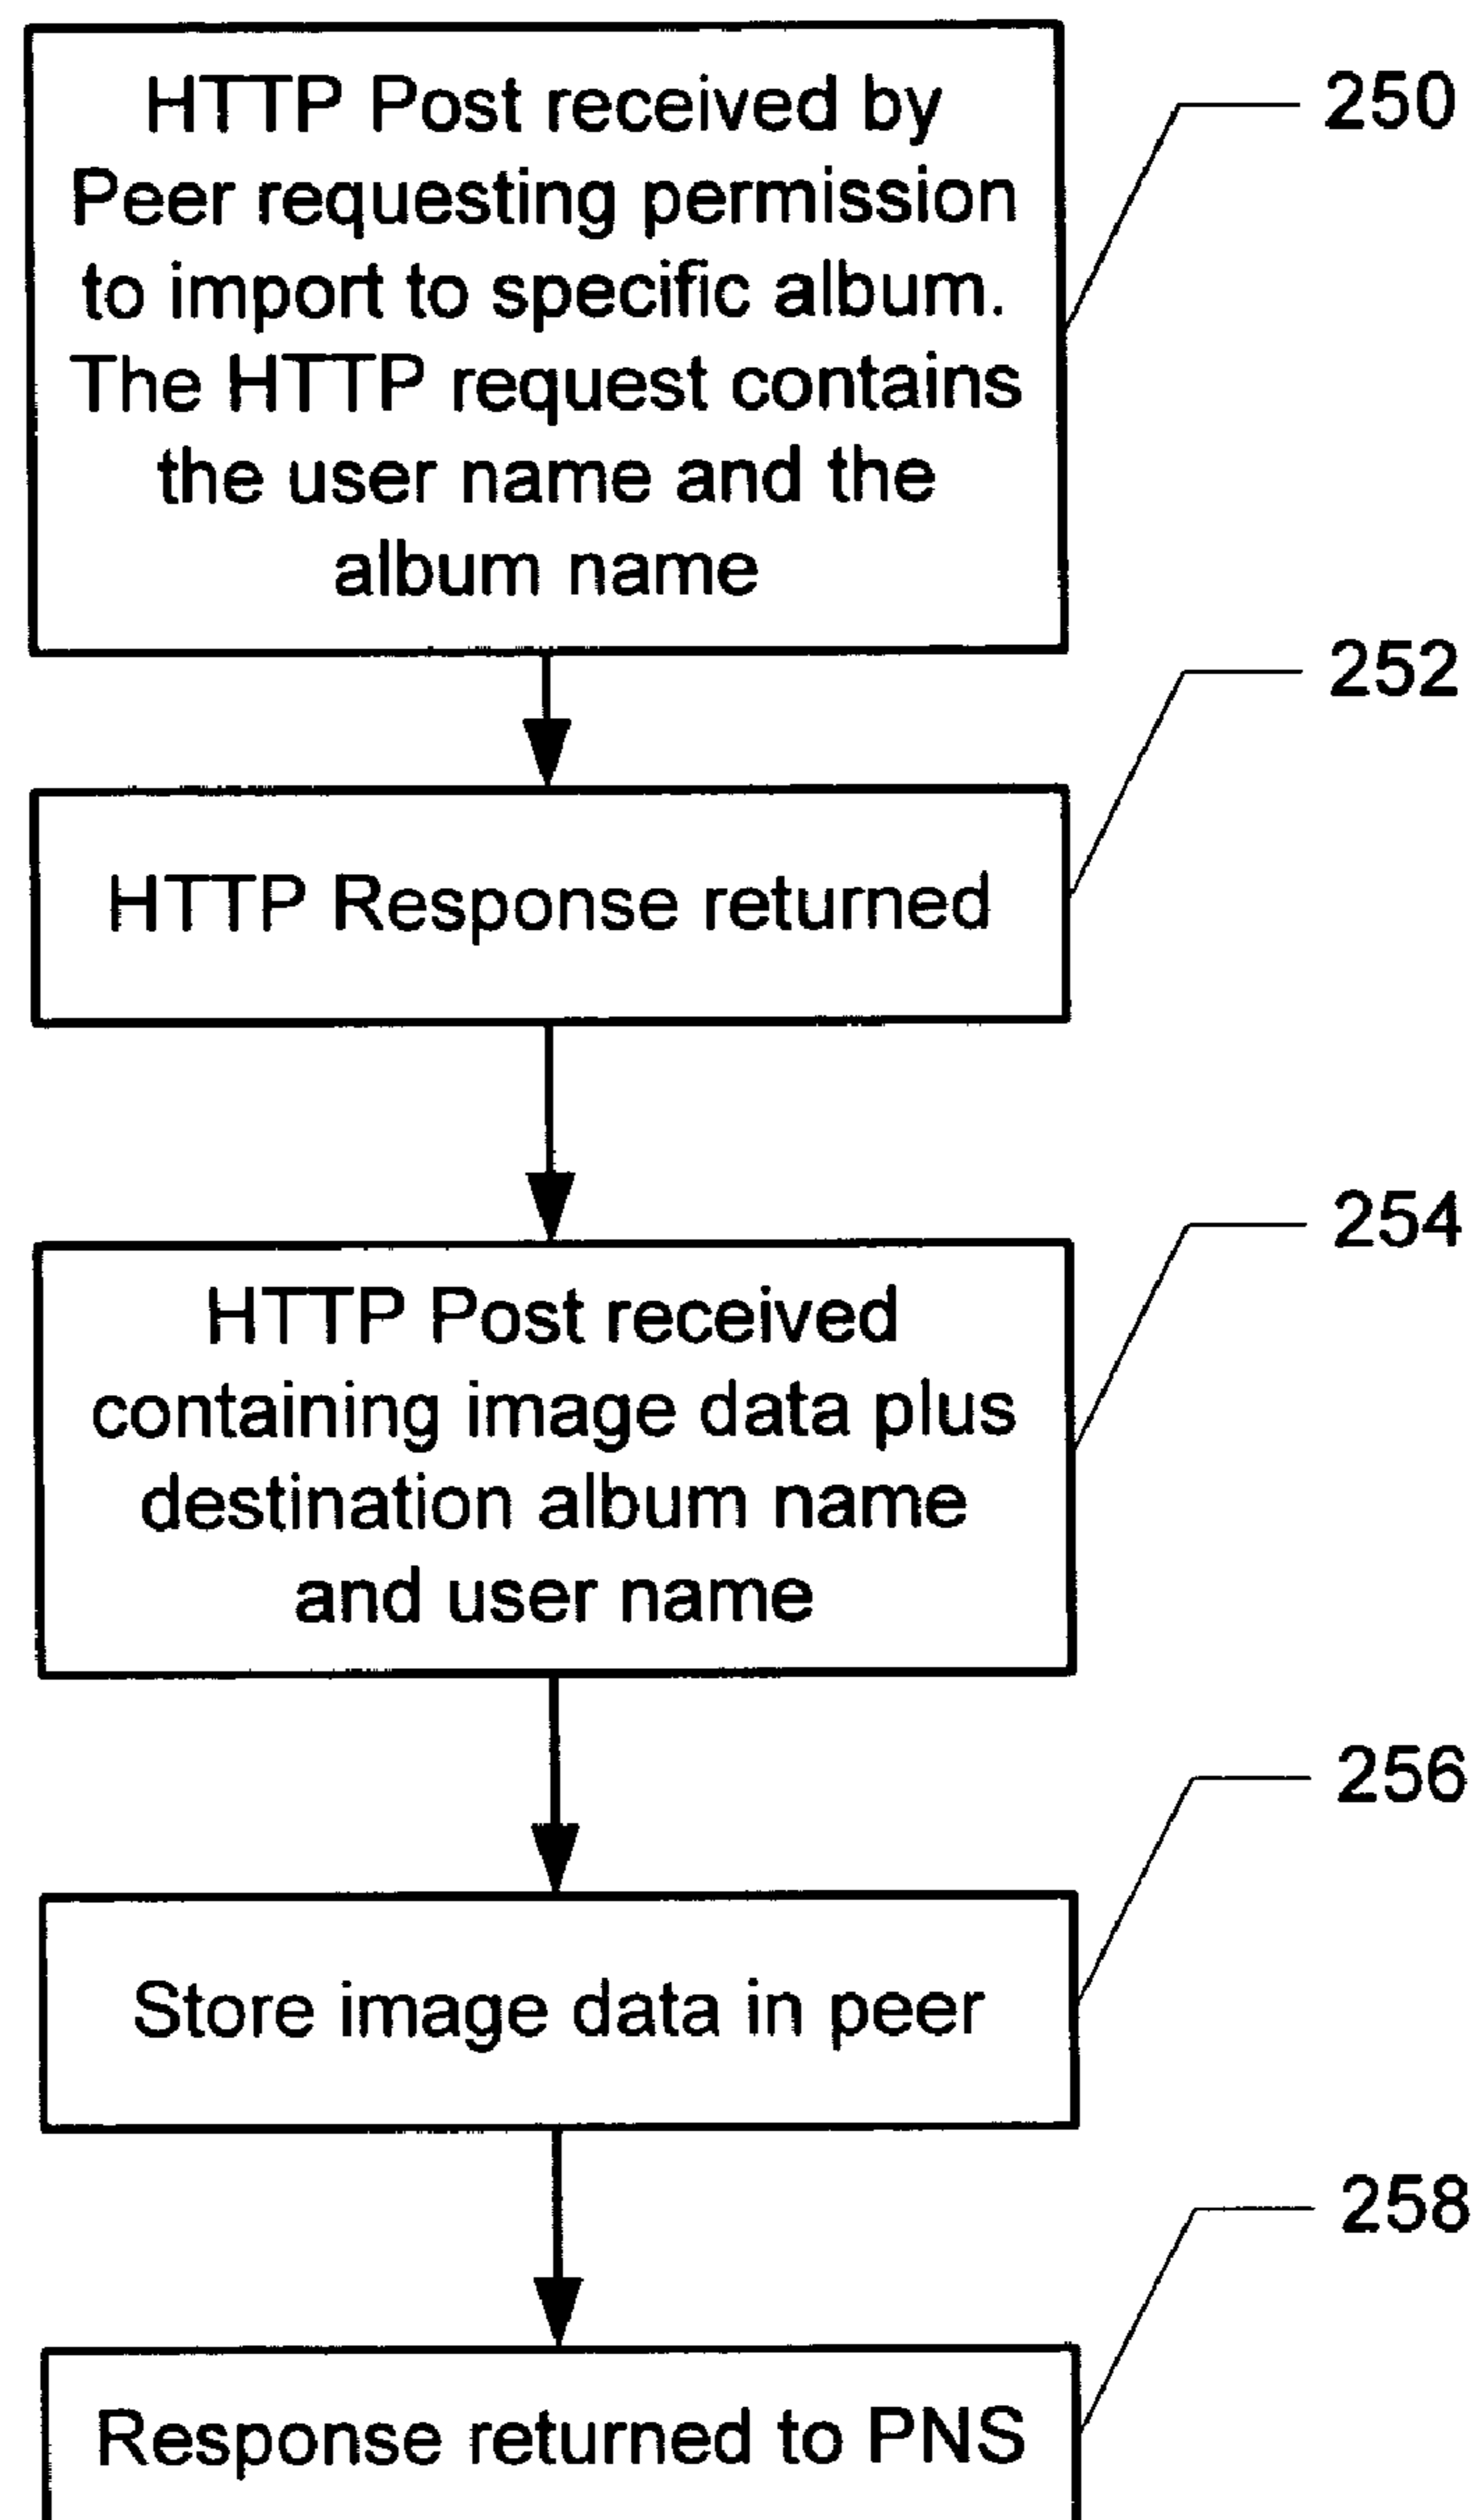 HTTP Post received by
Peer requesting permission
to import to specific album.
The HTTP request contains
the user name and the
album name
250
HTTP Response returned
252
HTTP Post received
containing image data plus
destination album name
and user name
254
Store image data in peer
256
Response returned to PNS
258